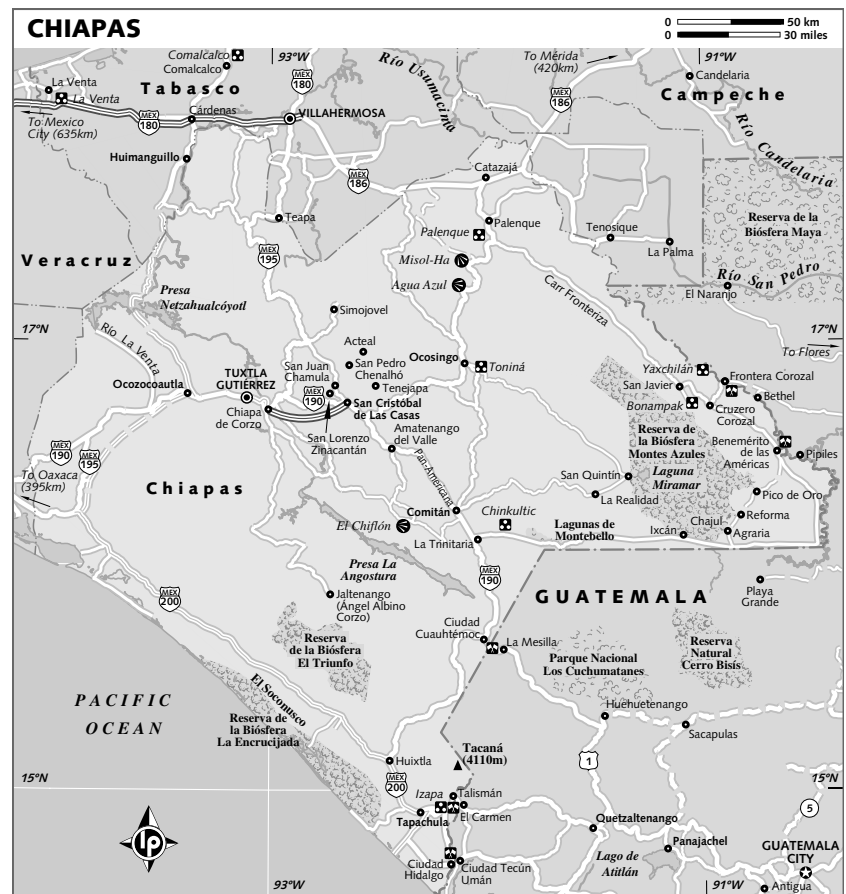 CHIAPAS
0 50 km
0 30 miles
93°W
91°W
Comalcalco
Comalcalco
To Mérida
(420km)
Candelaria
La Venta
La Venta
Tabasco
MEX
180
Río Usumacinta
MEX
186
Campeche
MEX
180
Cárdenas
VILLAHERMOSA
To Mexico
City (635km)
Río Candelaria
Huimanguillo
MEX
186
Catazajá
Reserva de la
Biósfera Maya
Teapa
Palenque
Palenque
Tenosique
La Palma
Veracruz
MEX
195
Misol-Ha
Agua Azul
Río San Pedro
El Naranjo
Presa
Netzahualcóyotl
Carr Fronteriza
Simojovel
17°N
17°N
Río La Venta
Acteal
To Flores
San Juan
Chamula
San Pedro
Chenalhó
Ocosingo
Toniná
Yaxchilán
Frontera Corozal
TUXTLA
GUTIÉRREZ
Tenejapa
San Javier
Bethel
Ocozocoautla
MEX
190
San Cristóbal
de Las Casas
Bonampak
Cruzero
Corozal
Chiapa
de Corzo
San Lorenzo
Zinacantán
Amatenango
del Valle
Reserva de
la Biósfera
Montes Azules
Benemérito
de las
Américas
Pipiles
MEX
190
MEX
195
Pan-Americana
San Quintín
Laguna
Miramar
To Oaxaca
(395km)
Chiapas
La Realidad
Pico de Oro
Comitán
Chinkultic
Reforma
El Chiflón
Lagunas de
Montebello
Chajul
Ixcán
Agraria
La Trinitaria
Presa La
Angostura
MEX
190
MEX
200
GUATEMALA
Playa
Grande
Jaltenango
(Ángel Albino
Corzo)
Ciudad
Cuauhtémoc
La Mesilla
Reserva
de la Biósfera
El Triunfo
Parque Nacional
Los Cuchumatanes
Reserva
Natural
Cerro Bisís
PACIFIC
OCEAN
El Soconusco
Reserva de
la Biósfera
La Encrucijada
Huehuetenango
Sacapulas
Huixtla
Tacaná
(4110m)
1
15°N
15°N
MEX
200
Izapa
Talismán
El Carmen
5
Tapachula
Quetzaltenango
Panajachel
GUATEMALA
CITY
lp
Ciudad
Hidalgo
Ciudad Tecún
Umán
Lago de
Atitlán
93°W
91°W
Antigua